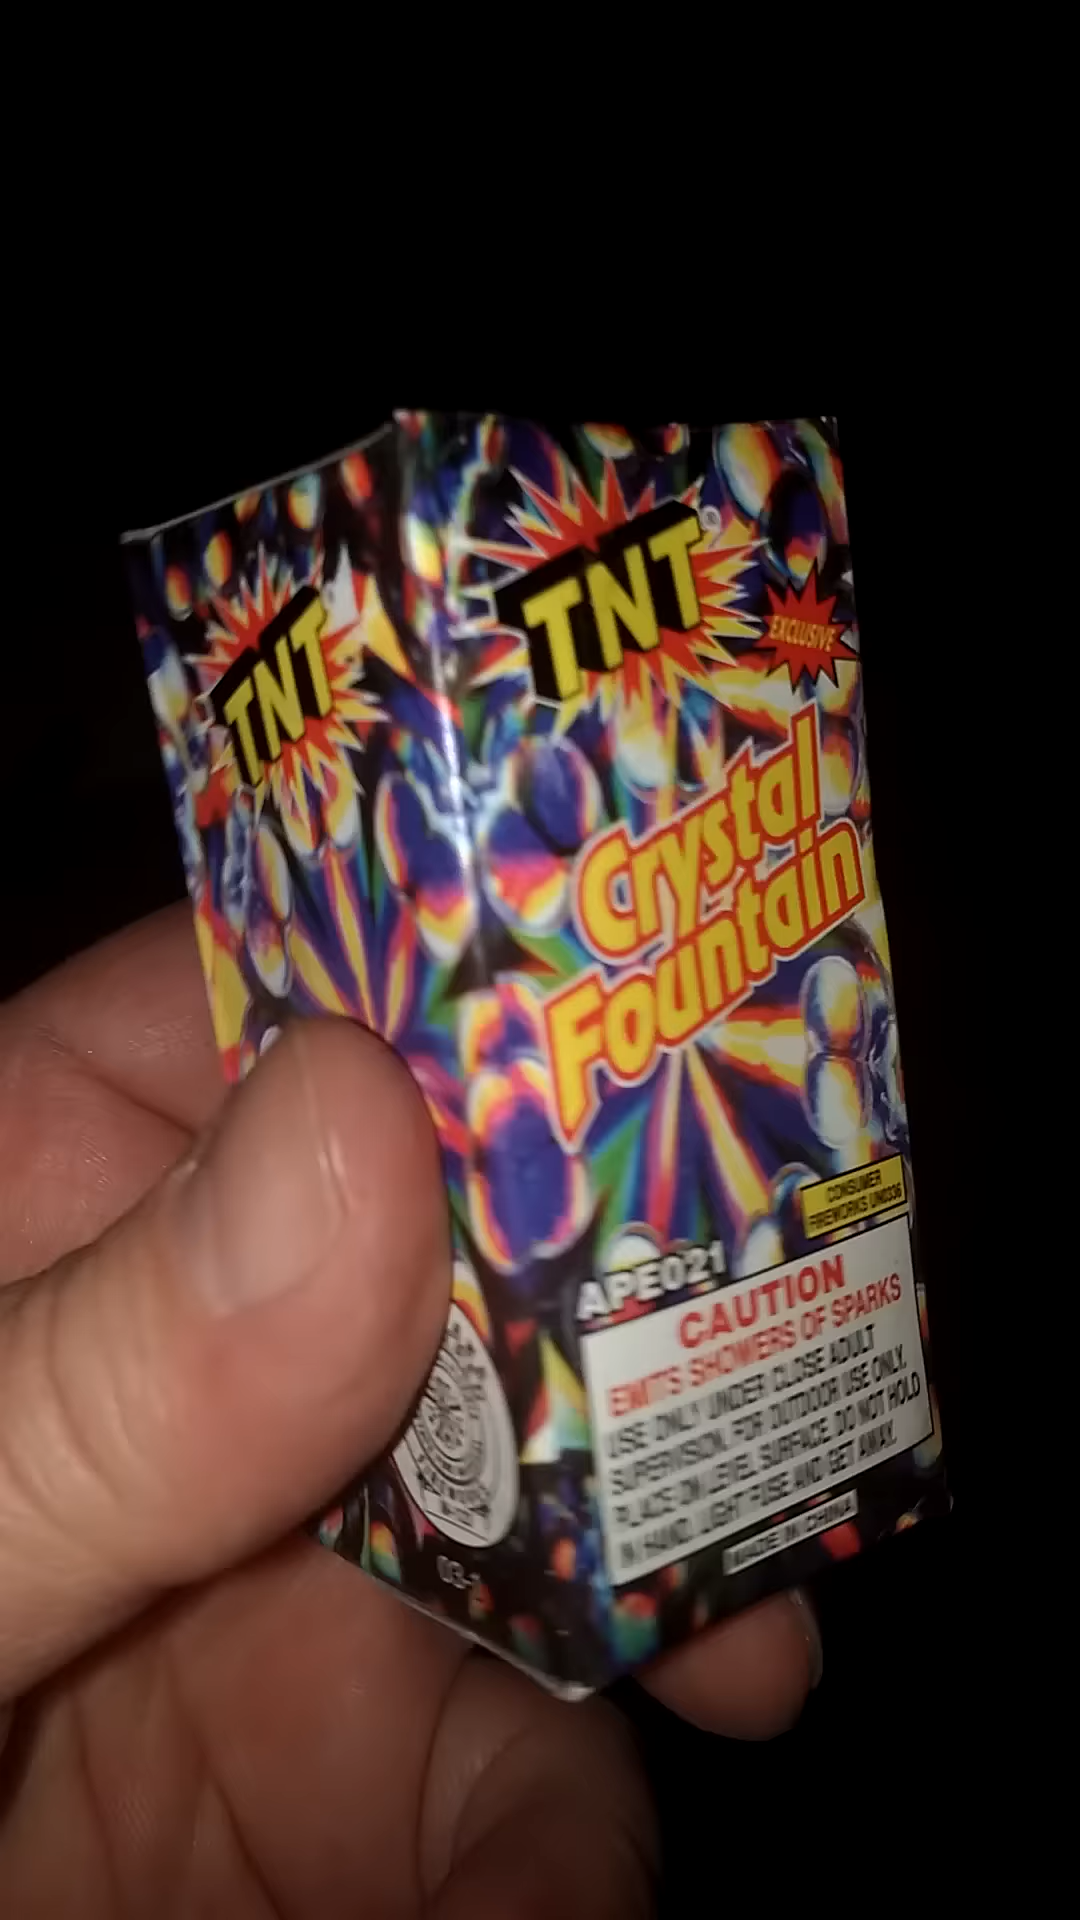 TNT
TNT®
EXCLUSIVE
Crystal
Fountain
CONSUMER
FIREWORKS UN0336
APE021
CAUTION
EMITS SHOWERS OF SPARKS
USE ONLY UNDER CLOSE ADULT
SUPERVISION. FOR OUTDOOR USE ONLY.
PLACE ON LEVEL SURFACE. DO NOT HOLD
IN HAND. LIGHT FUSE AND GET AWAY.
MADE IN CHINA